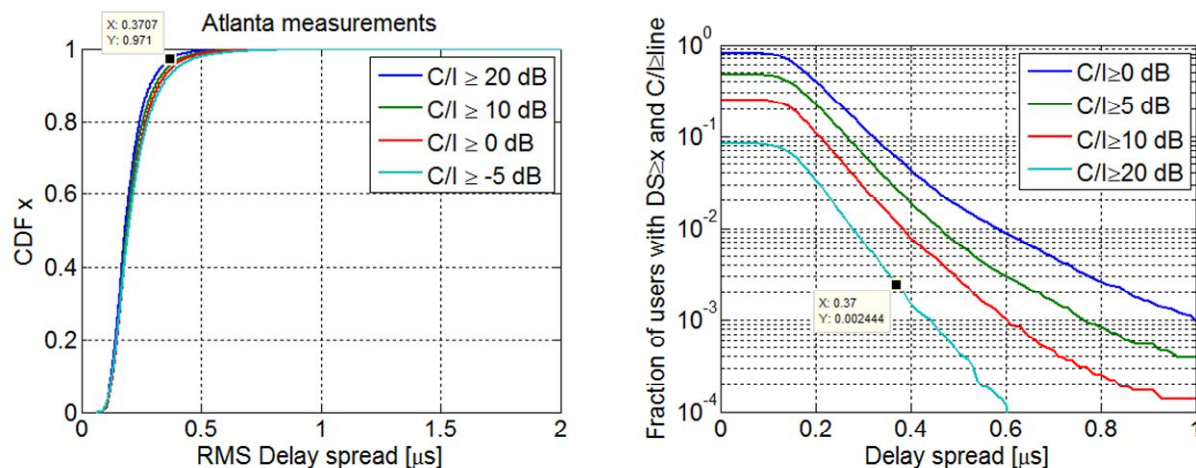 Atlanta measurements
X: 0.3707
Y: 0.971
1
0.8
0.6
0.4
0.2
0
CDF x
C/I ≥ 20 dB
C/I ≥ 10 dB
C/I ≥ 0 dB
C/I ≥ -5 dB
0 0.5 1 1.5 2
RMS Delay spread [μs]
Fraction of users with DS≥x and C/I≥line
10⁰
10⁻¹
10⁻²
10⁻³
10⁻⁴
C/I≥0 dB
C/I≥5 dB
C/I≥10 dB
C/I≥20 dB
X: 0.37
Y: 0.002444
0 0.2 0.4 0.6 0.8 1
Delay spread [μs]